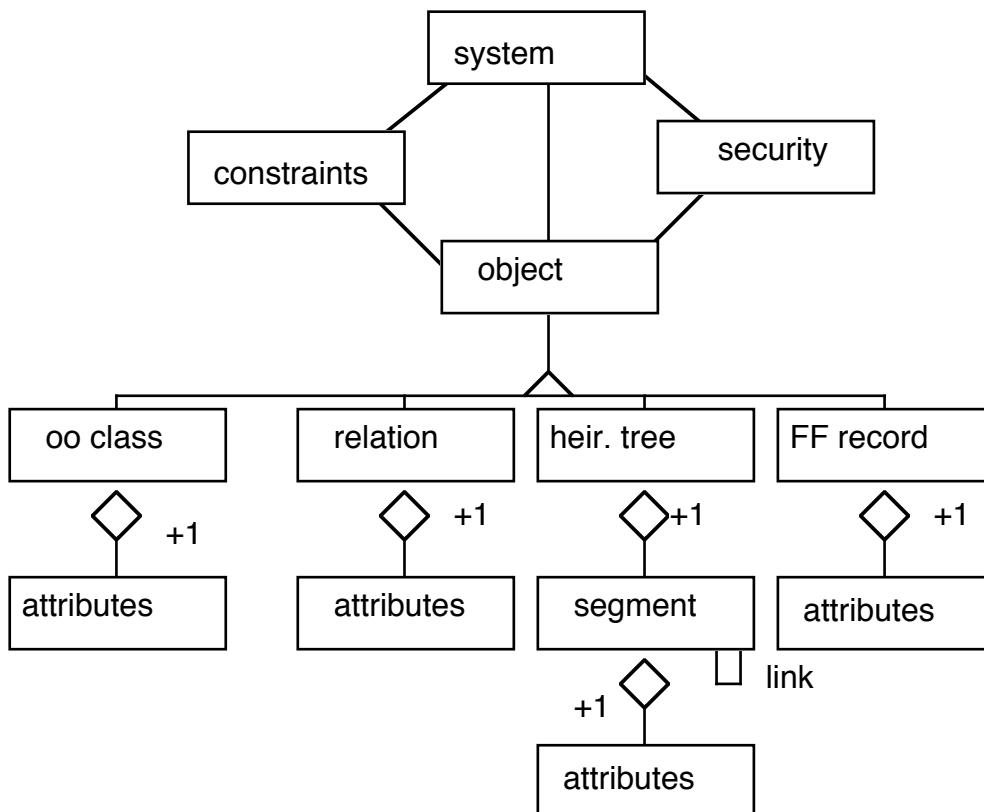 system
constraints
security
object
oo class
relation
heir. tree
FF record
+1
+1
+1
+1
attributes
attributes
segment
attributes
link
+1
attributes